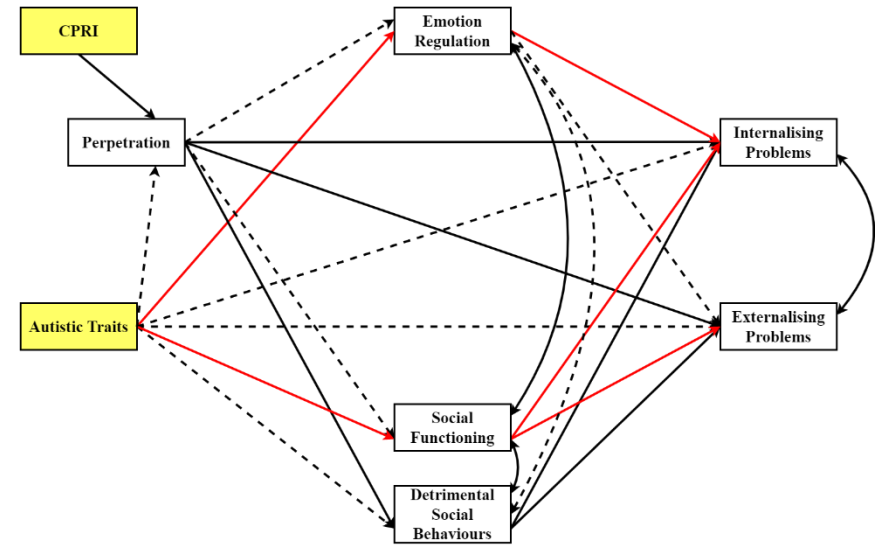 CPRI
Emotion
Regulation
Perpetration
Internalising
Problems
Autistic Traits
Externalising
Problems
Social
Functioning
Detrimental
Social
Behaviours